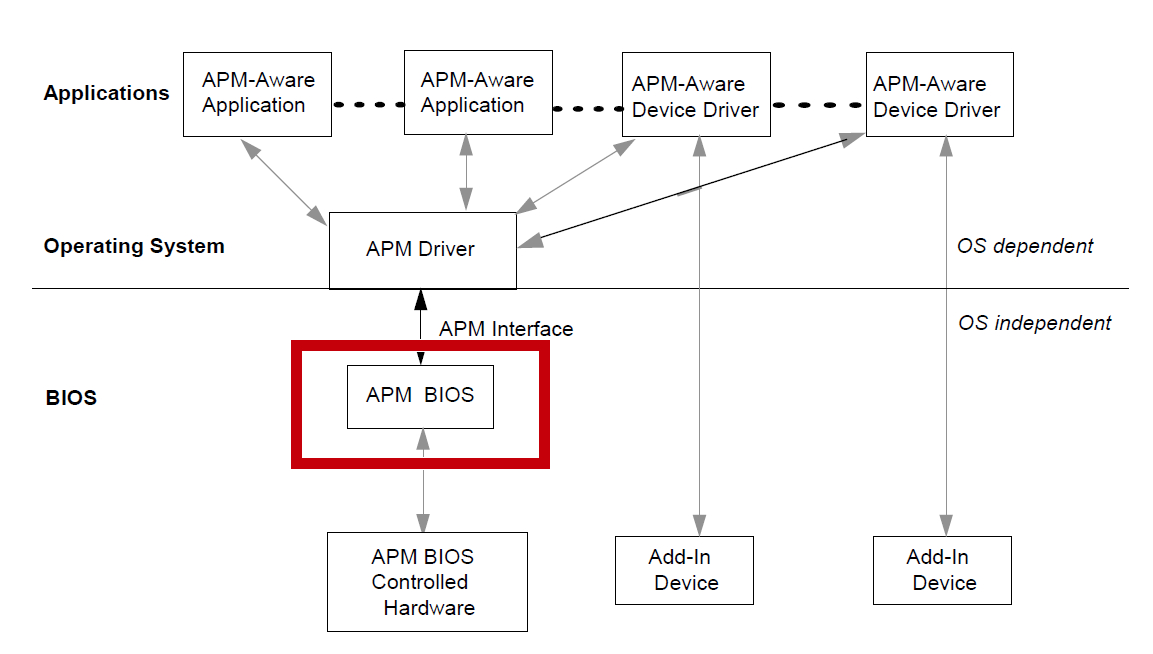 Applications
APM-Aware
Application
APM-Aware
Application
APM-Aware
Device Driver
APM-Aware
Device Driver
Operating System
APM Driver
OS dependent
APM Interface
OS independent
BIOS
APM BIOS
APM BIOS
Controlled
Hardware
Add-In
Device
Add-In
Device